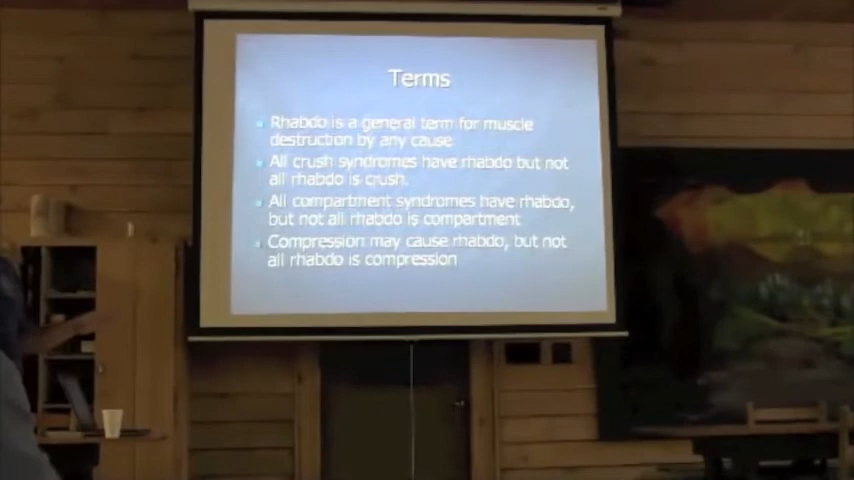 Terms
Rhabdo is a general term for muscle
destruction by any cause
All crush syndromes have rhabdo but not
all rhabdo is crush.
All compartment syndromes have rhabdo,
but not all rhabdo is compartment
Compression may cause rhabdo, but not
all rhabdo is compression